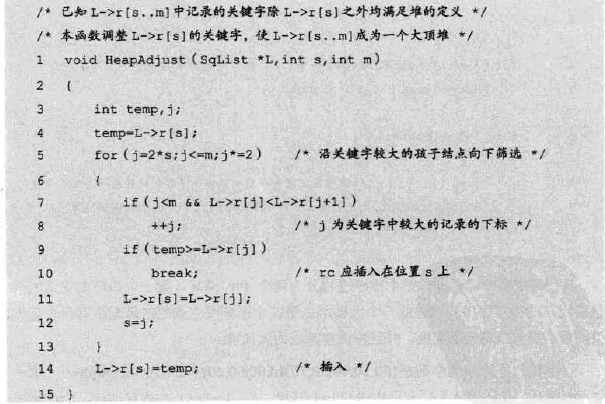 /* 已知L->r[s..m]中记录的关键字除L->r[s]之外均满足堆的定义 */
/* 本函数调整L->r[s]的关键字，使L->r[s..m]成为一个大顶堆 */
1 void HeapAdjust(SqList *L,int s,int m)
2 {
3 int temp,j;
4 temp=L->r[s];
5 for(j=2*s;j<=m;j*=2) /* 沿关键字较大的孩子结点向下筛选 */
6 {
7 if(j<m && L->r[j]<L->r[j+1])
8 ++j; /* j为关键字中较大的记录的下标 */
9 if(temp>=L->r[j])
10 break; /* rc应插入在位置s上 */
11 L->r[s]=L->r[j];
12 s=j;
13 }
14 L->r[s]=temp; /* 插入 */
15 }